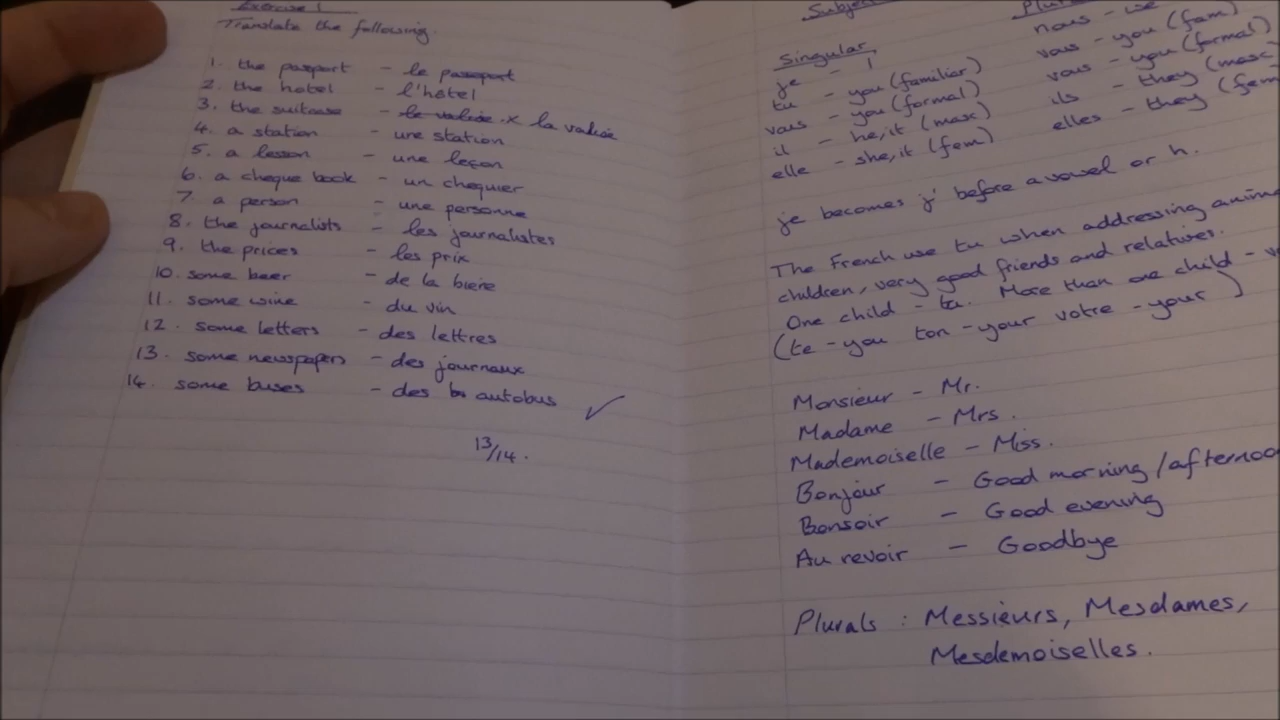 Exercise 1
Translate the following.
1. the passport - le passeport
2. the hotel - l'hôtel
3. the suitcase - le valise x la valise
4. a station - une station
5. a lesson - une leçon
6. a cheque book - un chequier
7. a person - une personne
8. the journalists - les journalistes
9. the prices - les prix
10. some beer - de la biere
11. some wine - du vin
12. some letters - des lettres
13. some newspapers - des journaux
14. some buses - des autobus ✓
13/14.
Subject
Singular
je - I
tu - you (familiar)
vous - you (formal)
il - he, it (masc)
elle - she, it (fem)
nous - we
vous - you (fam)
vous - you (formal)
ils - they (masc)
elles - they (fem
je becomes j' before a vowel or h.
The French use tu when addressing
children, very good friends and relatives.
One child - tu. More than one child -
(te - you ton - your votre - your)
Monsieur - Mr.
Madame - Mrs.
Mademoiselle - Miss.
Bonjour - Good morning / afternoo
Bonsoir - Good evening
Au revoir - Goodbye
Plurals : Messieurs, Mesdames,
Mesdemoiselles.